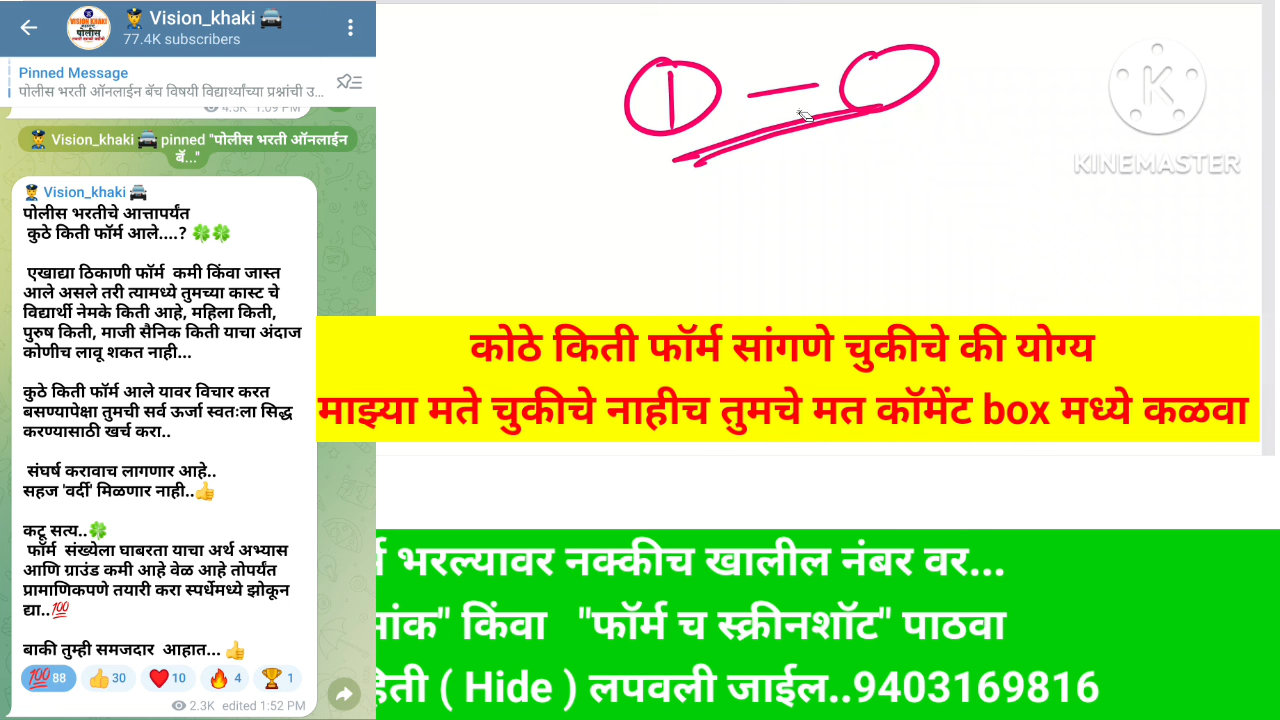 Vision_khaki
77.4K subscribers
Pinned Message
पोलीस भरती ऑनलाईन बॅच विषयी विद्यार्थ्यांच्या प्रश्नांची उ...
4.5K 1:09 PM
Vision_khaki pinned "पोलीस भरती ऑनलाईन
बॅ..."
Vision_khaki
पोलीस भरतीचे आत्तापर्यंत
कुठे किती फॉर्म आले....? 🍀🍀
एखाद्या ठिकाणी फॉर्म कमी किंवा जास्त
आले असले तरी त्यामध्ये तुमच्या कास्ट चे
विद्यार्थी नेमके किती आहे, महिला किती,
पुरुष किती, माजी सैनिक किती याचा अंदाज
कोणीच लावू शकत नाही...
कुठे किती फॉर्म आले यावर विचार करत
बसण्यापेक्षा तुमची सर्व ऊर्जा स्वतःला सिद्ध
करण्यासाठी खर्च करा..
संघर्ष करावाच लागणार आहे..
सहज 'वर्दी' मिळणार नाही..👍
कटू सत्य..🍀
फॉर्म संख्येला घाबरता याचा अर्थ अभ्यास
आणि ग्राउंड कमी आहे वेळ आहे तोपर्यंत
प्रामाणिकपणे तयारी करा स्पर्धेमध्ये झोकून
द्या..💯
बाकी तुम्ही समजदार आहात... 👍
💯 88 👍 30 ❤️ 10 🔥 4 🏆 1
2.3K edited 1:52 PM
1 —
K
KINEMASTER
कोठे किती फॉर्म सांगणे चुकीचे की योग्य
माझ्या मते चुकीचे नाहीच तुमचे मत कॉमेंट box मध्ये कळवा
भरल्यावर नक्कीच खालील नंबर वर...
किंवा "फॉर्म च स्क्रीनशॉट" पाठवा
( Hide ) लपवली जाईल..9403169816